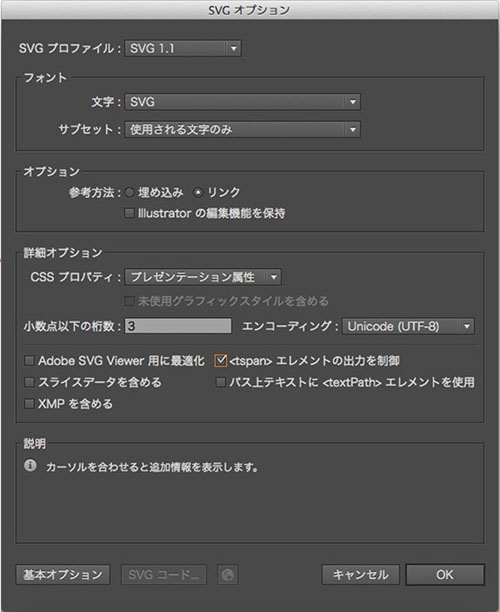 SVG オプション
SVG プロファイル : SVG 1.1
フォント
文字 : SVG
サブセット : 使用される文字のみ
オプション
参考方法 : 埋め込み リンク
Illustrator の編集機能を保持
詳細オプション
CSS プロパティ : プレゼンテーション属性
未使用グラフィックスタイルを含める
小数点以下の桁数 : 3 エンコーディング : Unicode (UTF-8)
Adobe SVG Viewer 用に最適化 <tspan> エレメントの出力を制御
スライスデータを含める パス上テキストに <textPath> エレメントを使用
XMP を含める
説明
カーソルを合わせると追加情報を表示します。
基本オプション SVG コード... キャンセル OK